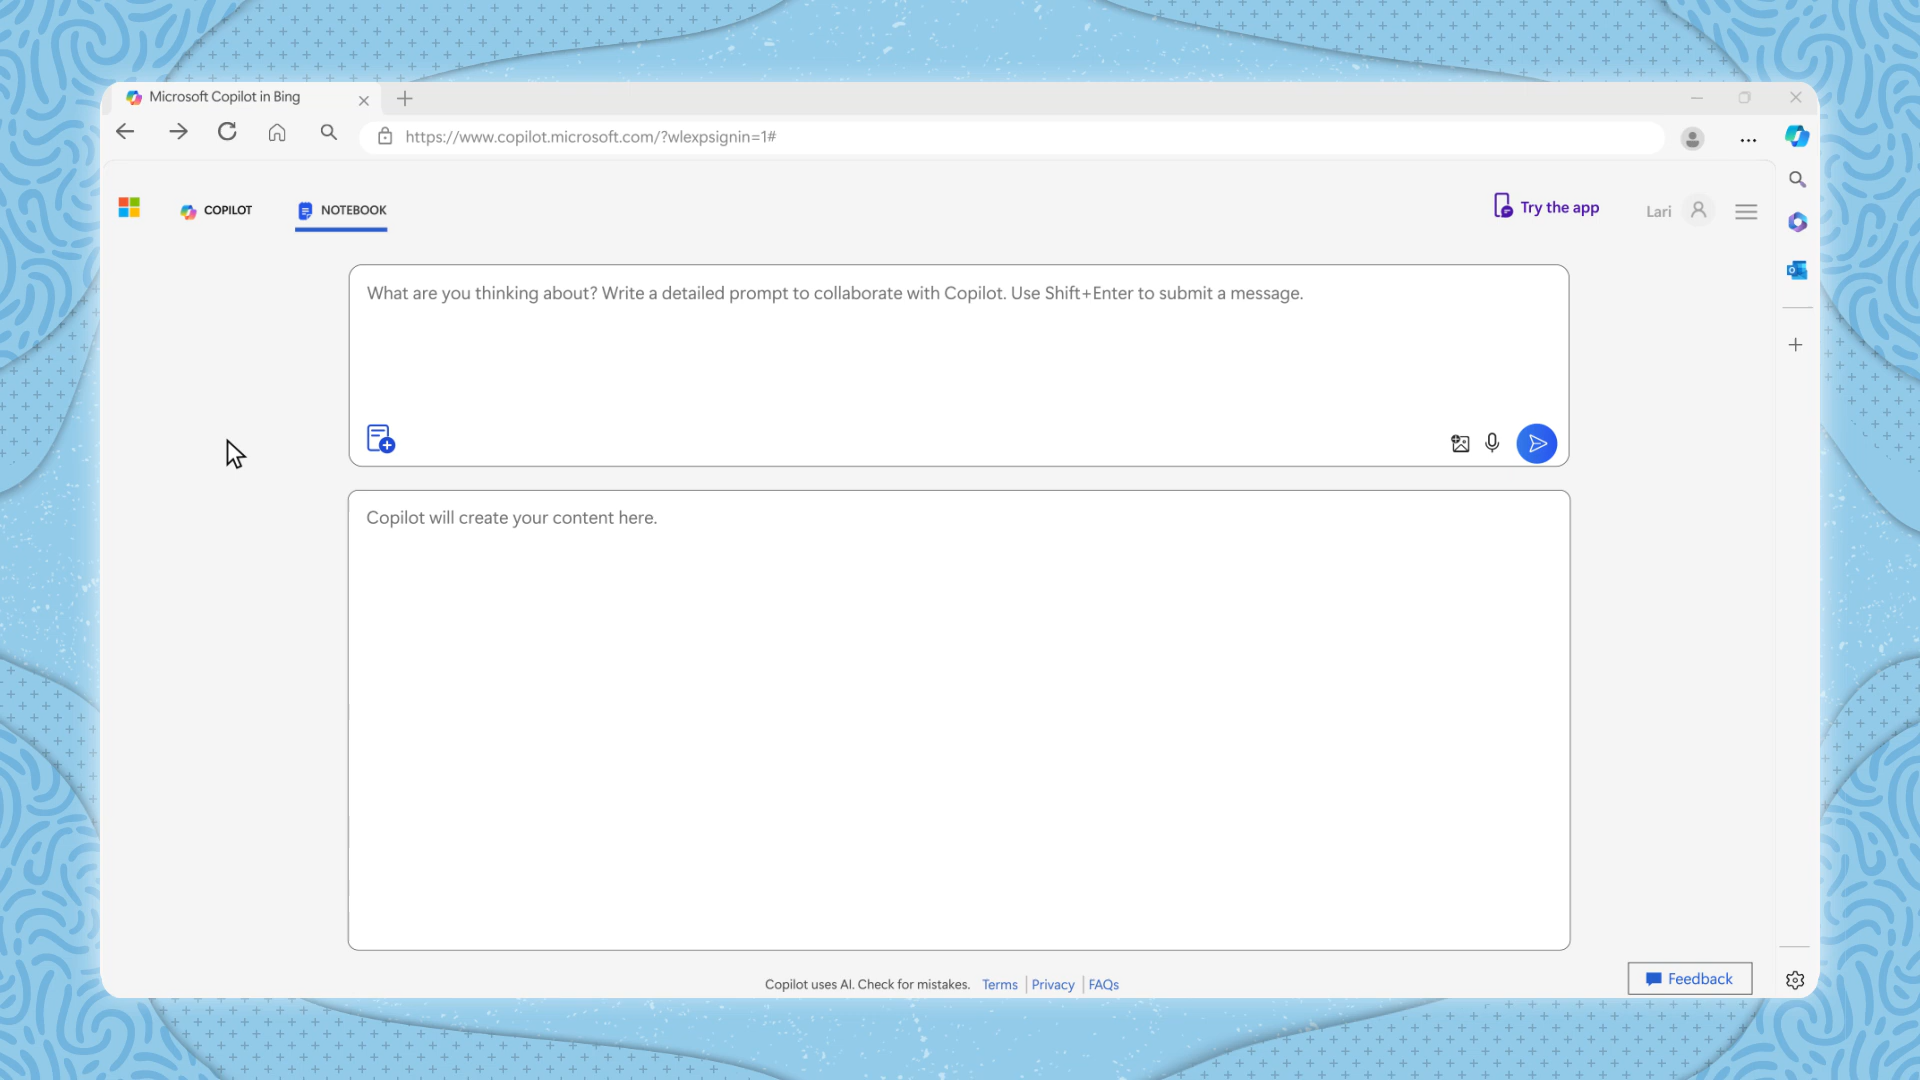 Microsoft Copilot in Bing
https://www.copilot.microsoft.com/?wlexpsignin=1#
COPILOT
NOTEBOOK
Try the app
Lari
What are you thinking about? Write a detailed prompt to collaborate with Copilot. Use Shift+Enter to submit a message.
Copilot will create your content here.
Copilot uses AI. Check for mistakes. Terms | Privacy | FAQs
Feedback